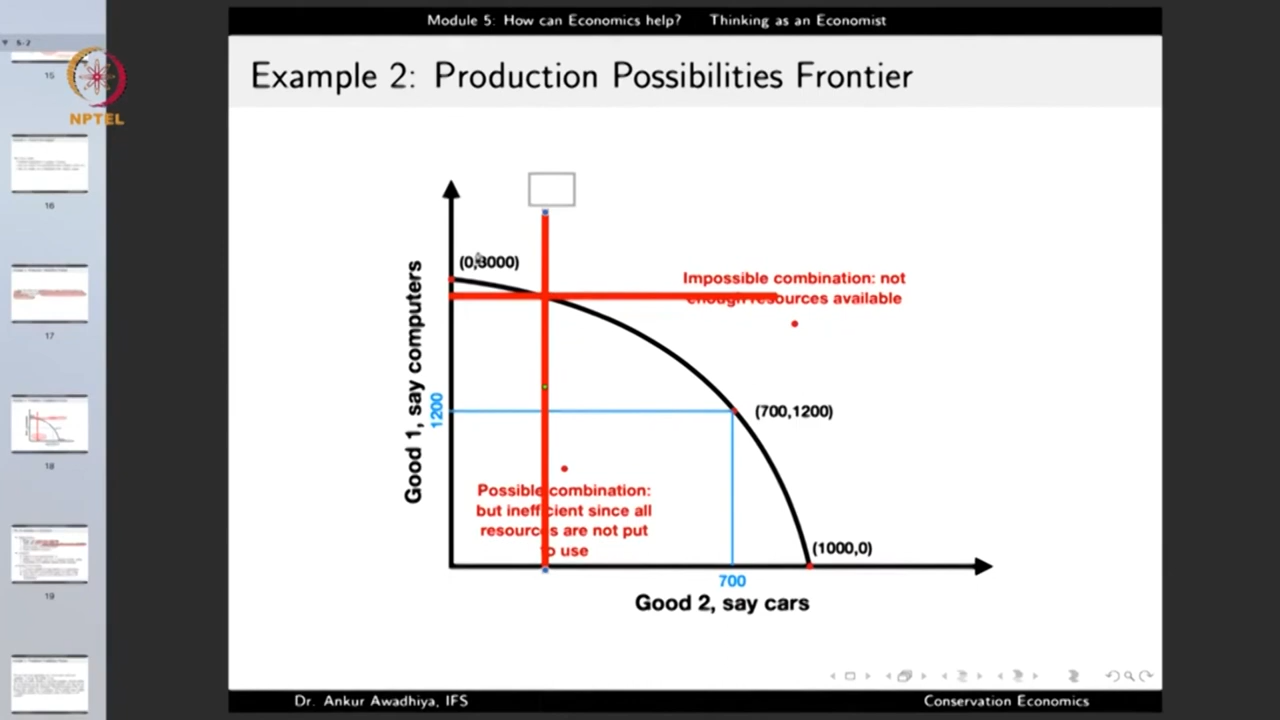 Module 5: How can Economics help? Thinking as an Economist
5-2
NPTEL
Example 2: Production Possibilities Frontier
15
16
17
18
19
(0,3000)
Impossible combination: not
enough resources available
Good 1, say computers
1200
(700,1200)
Possible combination:
but inefficient since all
resources are not put
to use
(1000,0)
700
Good 2, say cars
Dr. Ankur Awadhiya, IFS
Conservation Economics